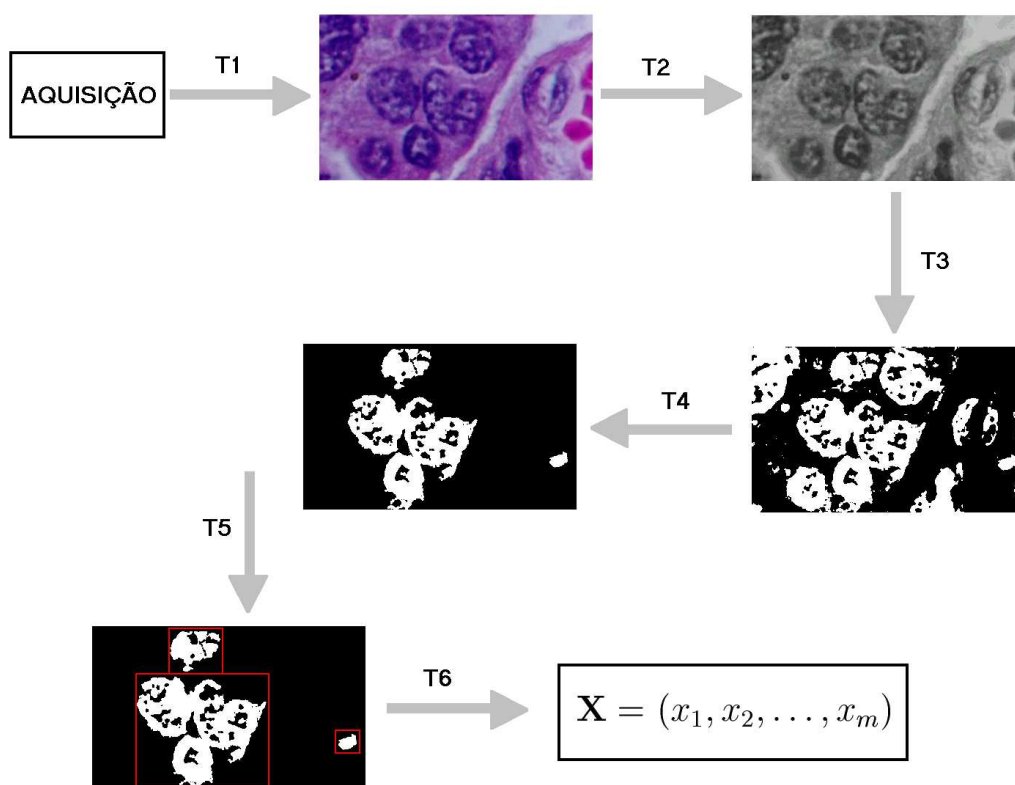 AQUISIÇÃO
T1
T2
T3
T4
T5
T6
X = (x₁, x₂, . . . , xₘ)